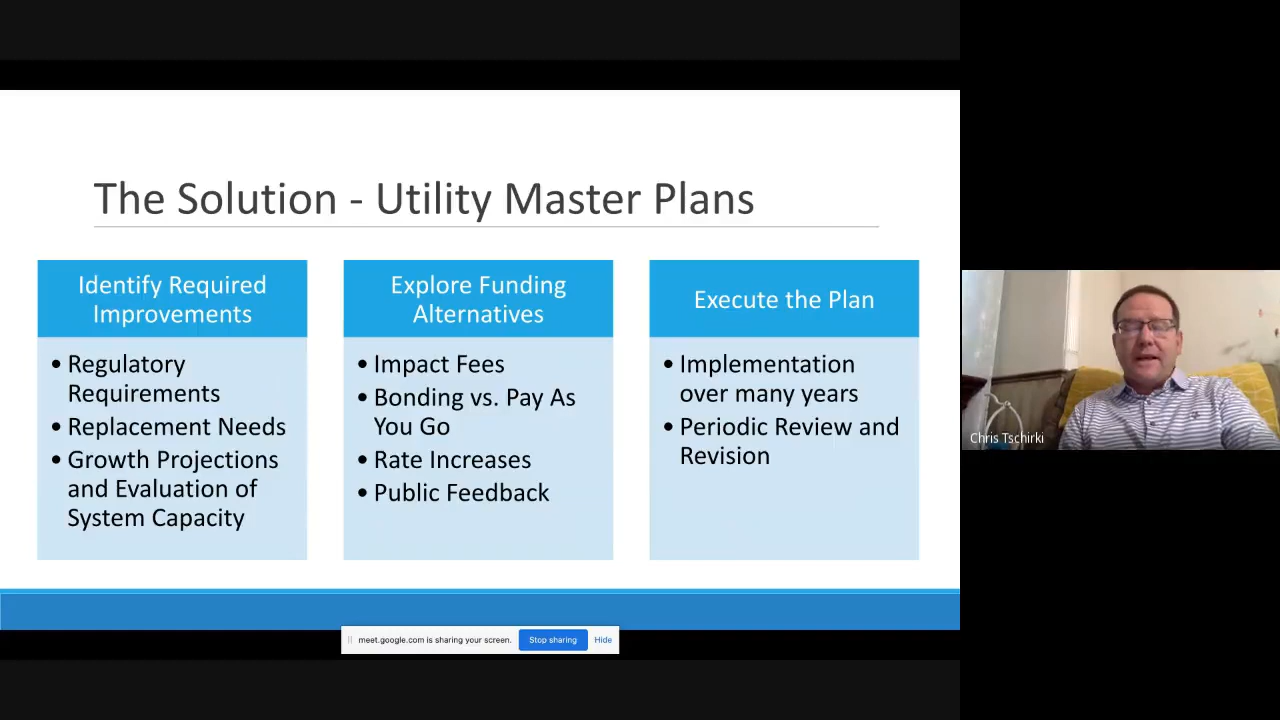 The Solution - Utility Master Plans
Identify Required
Improvements
• Regulatory
Requirements
• Replacement Needs
• Growth Projections
and Evaluation of
System Capacity
Explore Funding
Alternatives
• Impact Fees
• Bonding vs. Pay As
You Go
• Rate Increases
• Public Feedback
Execute the Plan
• Implementation
over many years
• Periodic Review and
Revision
Chris Tschirki
meet.google.com is sharing your screen. Stop sharing Hide